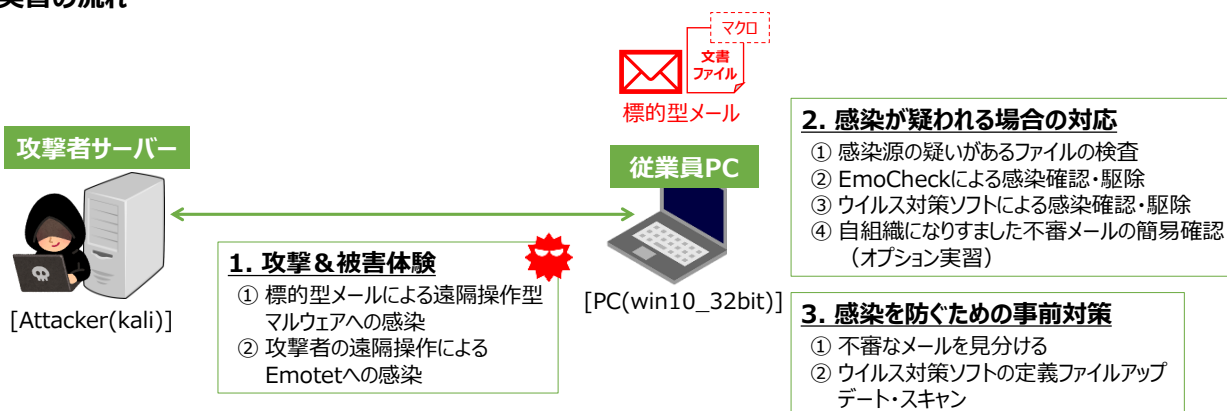 実習の流れ
マクロ
文書
ファイル
標的型メール
攻撃者サーバー
従業員PC
[Attacker(kali)]
[PC(win10_32bit)]
1. 攻撃＆被害体験
① 標的型メールによる遠隔操作型
マルウェアへの感染
② 攻撃者の遠隔操作による
Emotetへの感染
2. 感染が疑われる場合の対応
① 感染源の疑いがあるファイルの検査
② EmoCheckによる感染確認・駆除
③ ウイルス対策ソフトによる感染確認・駆除
④ 自組織になりすました不審メールの簡易確認
（オプション実習）
3. 感染を防ぐための事前対策
① 不審なメールを見分ける
② ウイルス対策ソフトの定義ファイルアップ
デート・スキャン